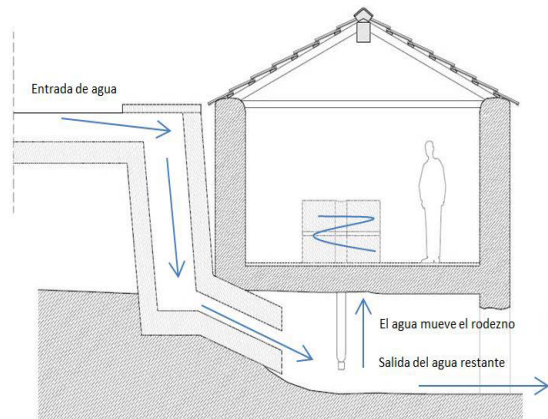 Entrada de agua
El agua mueve el rodezno
Salida del agua restante